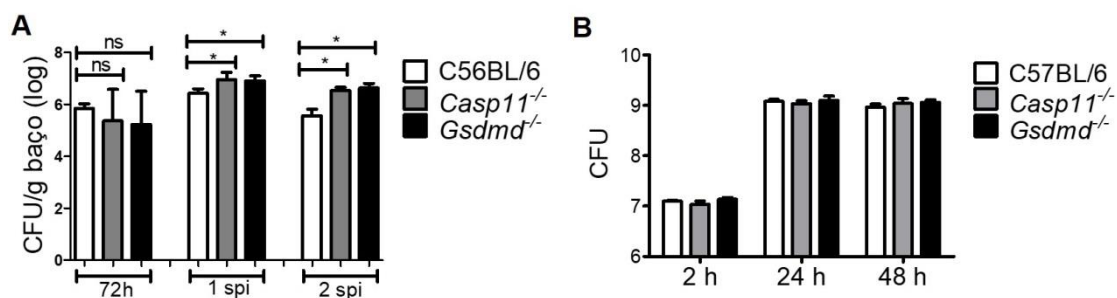 A
CFU/g baço (log)
8
6
4
2
0
ns
ns
*
*
*
*
72h
1 spi
2 spi
C56BL/6
Casp11-/-
Gsdmd-/-
B
CFU
10
9
8
7
6
2 h
24 h
48 h
C57BL/6
Casp11-/-
Gsdmd-/-